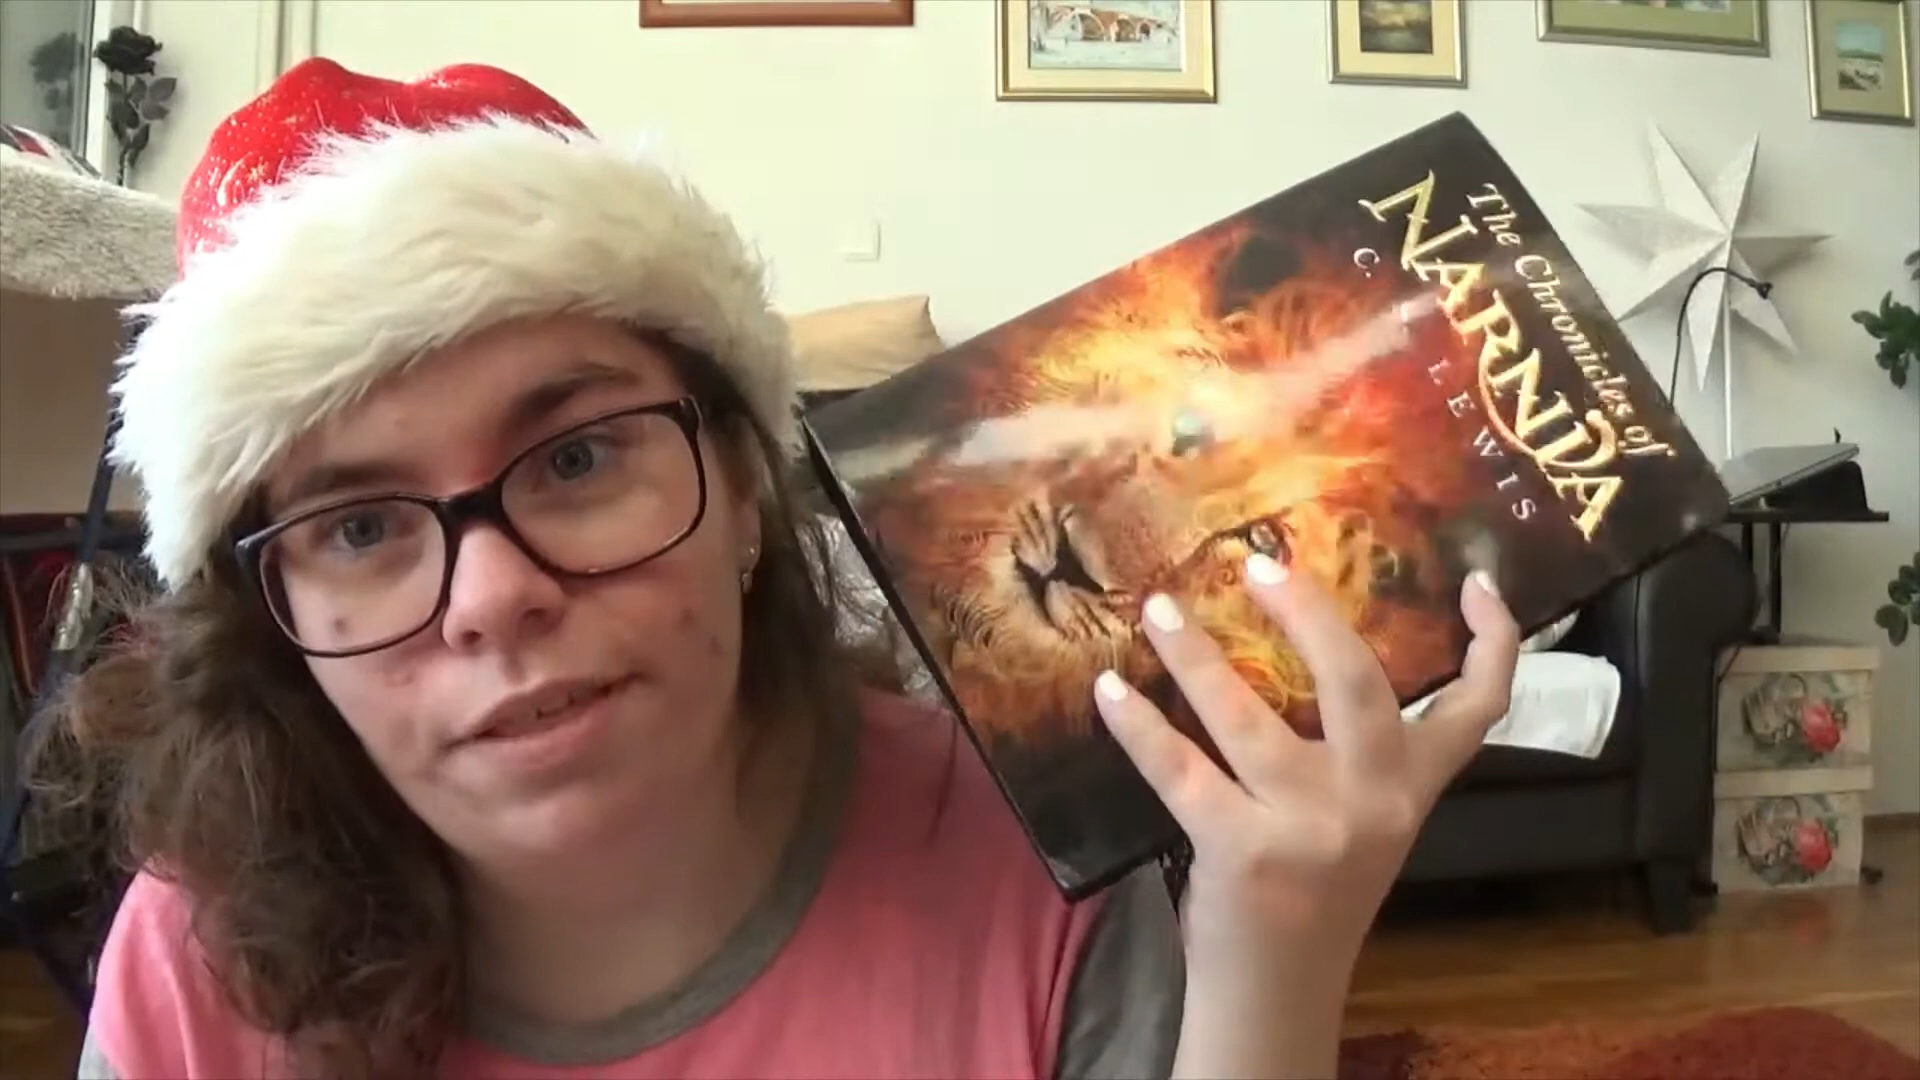 The Chronicles of
NARNIA
C. S. LEWIS